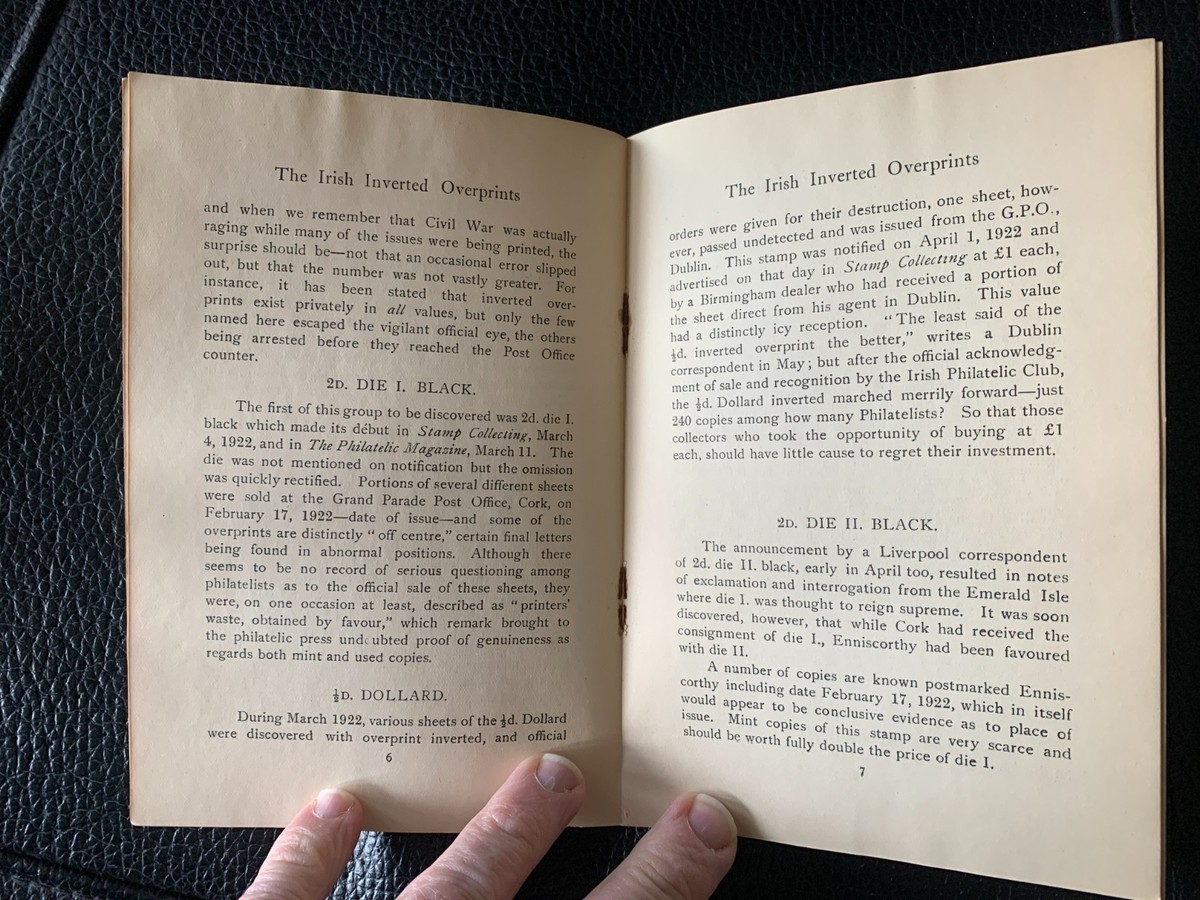 The Irish Inverted Overprints
and when we remember that Civil War was actually
raging while many of the issues were being printed, the
surprise should be—not that an occasional error slipped
out, but that the number was not vastly greater. For
instance, it has been stated that inverted over-
prints exist privately in all values, but only the few
named here escaped the vigilant official eye, the others
being arrested before they reached the Post Office
counter.
2D. DIE I. BLACK.
The first of this group to be discovered was 2d. die I.
black which made its début in Stamp Collecting, March
4, 1922, and in The Philatelic Magazine, March 11. The
die was not mentioned on notification but the omission
was quickly rectified. Portions of several different sheets
were sold at the Grand Parade Post Office, Cork, on
February 17, 1922—date of issue—and some of the
overprints are distinctly "off centre," certain final letters
being found in abnormal positions. Although there
seems to be no record of serious questioning among
philatelists as to the official sale of these sheets, they
were, on one occasion at least, described as "printers'
waste, obtained by favour," which remark brought to
the philatelic press undoubted proof of genuineness as
regards both mint and used copies.
½D. DOLLARD.
During March 1922, various sheets of the ½d. Dollard
were discovered with overprint inverted, and official
6
The Irish Inverted Overprints
orders were given for their destruction, one sheet, how-
ever, passed undetected and was issued from the G.P.O.,
Dublin. This stamp was notified on April 1, 1922 and
advertised on that day in Stamp Collecting at £1 each,
by a Birmingham dealer who had received a portion of
the sheet direct from his agent in Dublin. This value
had a distinctly icy reception. "The least said of the
½d. inverted overprint the better," writes a Dublin
correspondent in May; but after the official acknowledg-
ment of sale and recognition by the Irish Philatelic Club,
the ½d. Dollard inverted marched merrily forward—just
240 copies among how many Philatelists? So that those
collectors who took the opportunity of buying at £1
each, should have little cause to regret their investment.
2D. DIE II. BLACK.
The announcement by a Liverpool correspondent
of 2d. die II. black, early in April too, resulted in notes
of exclamation and interrogation from the Emerald Isle
where die I. was thought to reign supreme. It was soon
discovered, however, that while Cork had received the
consignment of die I., Enniscorthy had been favoured
with die II.
A number of copies are known postmarked Ennis-
corthy including date February 17, 1922, which in itself
would appear to be conclusive evidence as to place of
issue. Mint copies of this stamp are very scarce and
should be worth fully double the price of die I.
7